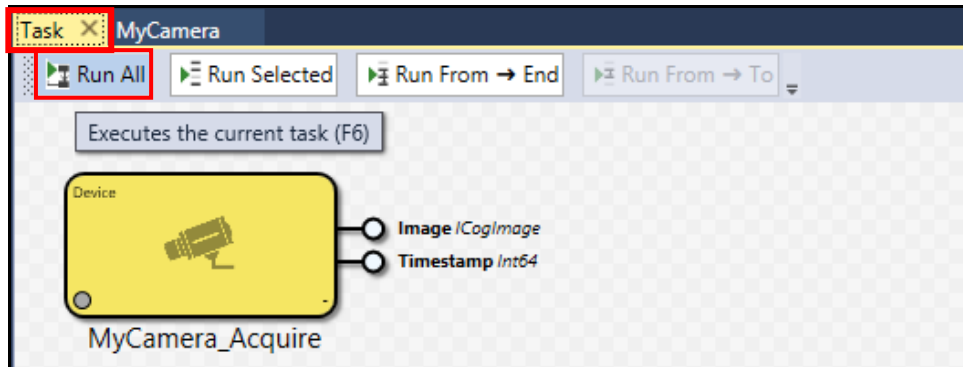 Task MyCamera
Run All Run Selected Run From → End Run From → To
Executes the current task (F6)
Device
Image ICogImage
Timestamp Int64
-
MyCamera_Acquire